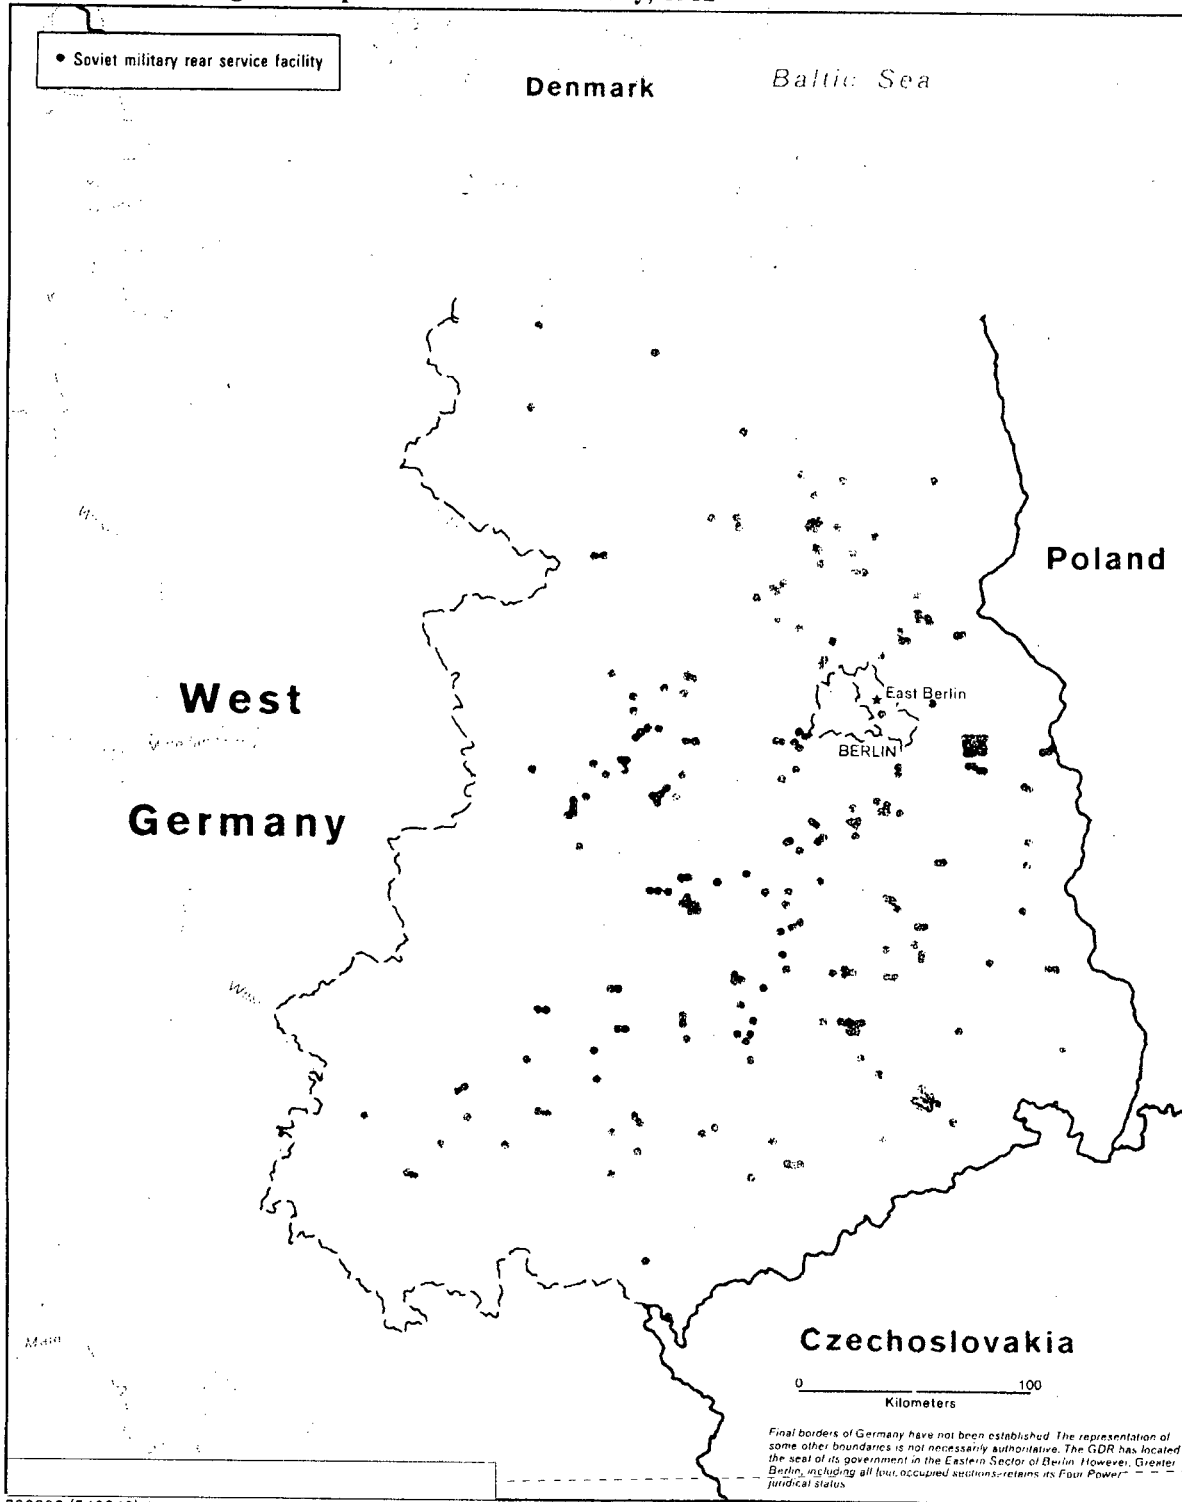 • Soviet military rear service facility
Denmark
Baltic Sea
Poland
West
East Berlin
BERLIN
Germany
Czechoslovakia
0 100
Kilometers
Main
Final borders of Germany have not been established. The representation of
some other boundaries is not necessarily authoritative. The GDR has located
the seat of its government in the Eastern Sector of Berlin. However, Greater
Berlin, including all four occupied sections, retains its Four Power
juridical status